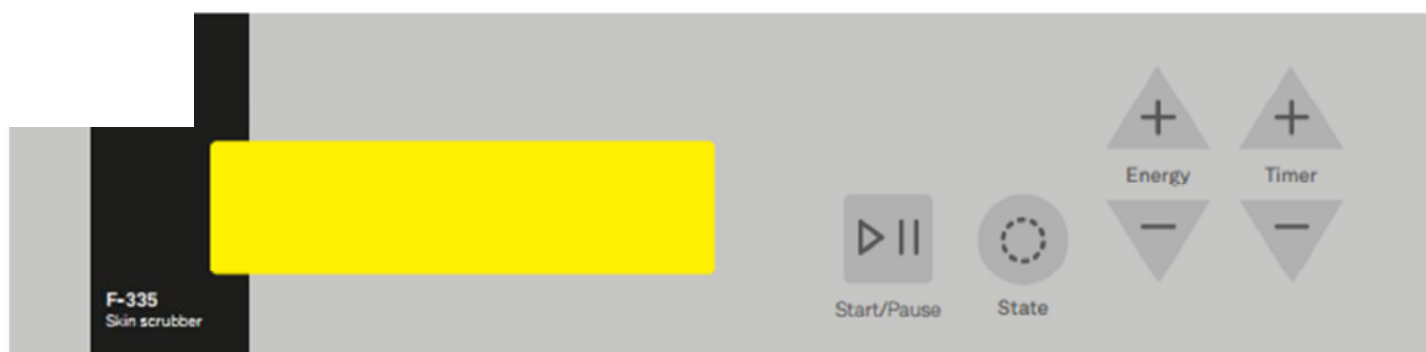 Energy
Timer
F-335
Skin scrubber
Start/Pause
State